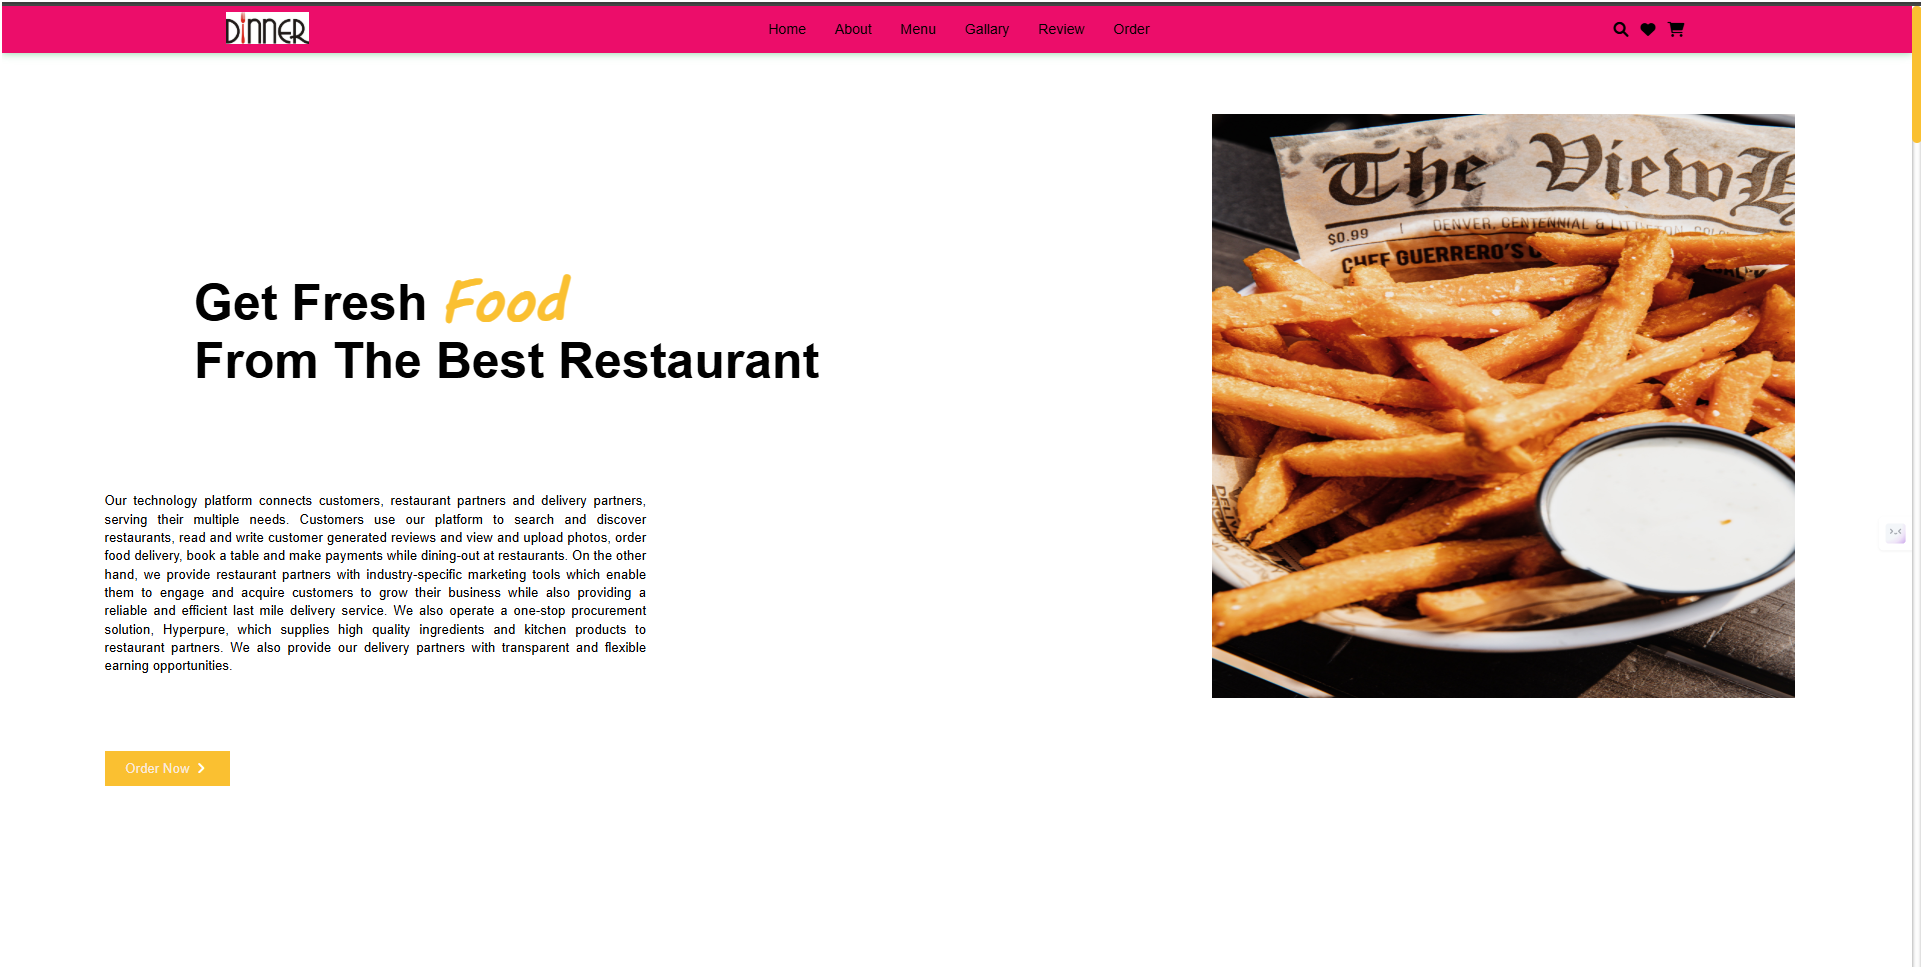 DINNER
Home
About
Menu
Gallary
Review
Order
Get Fresh Food
From The Best Restaurant
Our technology platform connects customers, restaurant partners and delivery partners,
serving their multiple needs. Customers use our platform to search and discover
restaurants, read and write customer generated reviews and view and upload photos, order
food delivery, book a table and make payments while dining-out at restaurants. On the other
hand, we provide restaurant partners with industry-specific marketing tools which enable
them to engage and acquire customers to grow their business while also providing a
reliable and efficient last mile delivery service. We also operate a one-stop procurement
solution, Hyperpure, which supplies high quality ingredients and kitchen products to
restaurant partners. We also provide our delivery partners with transparent and flexible
earning opportunities.
Order Now
The
$0.99
DENVER, CENTENNIAL &
CHEF GUERRERO'S